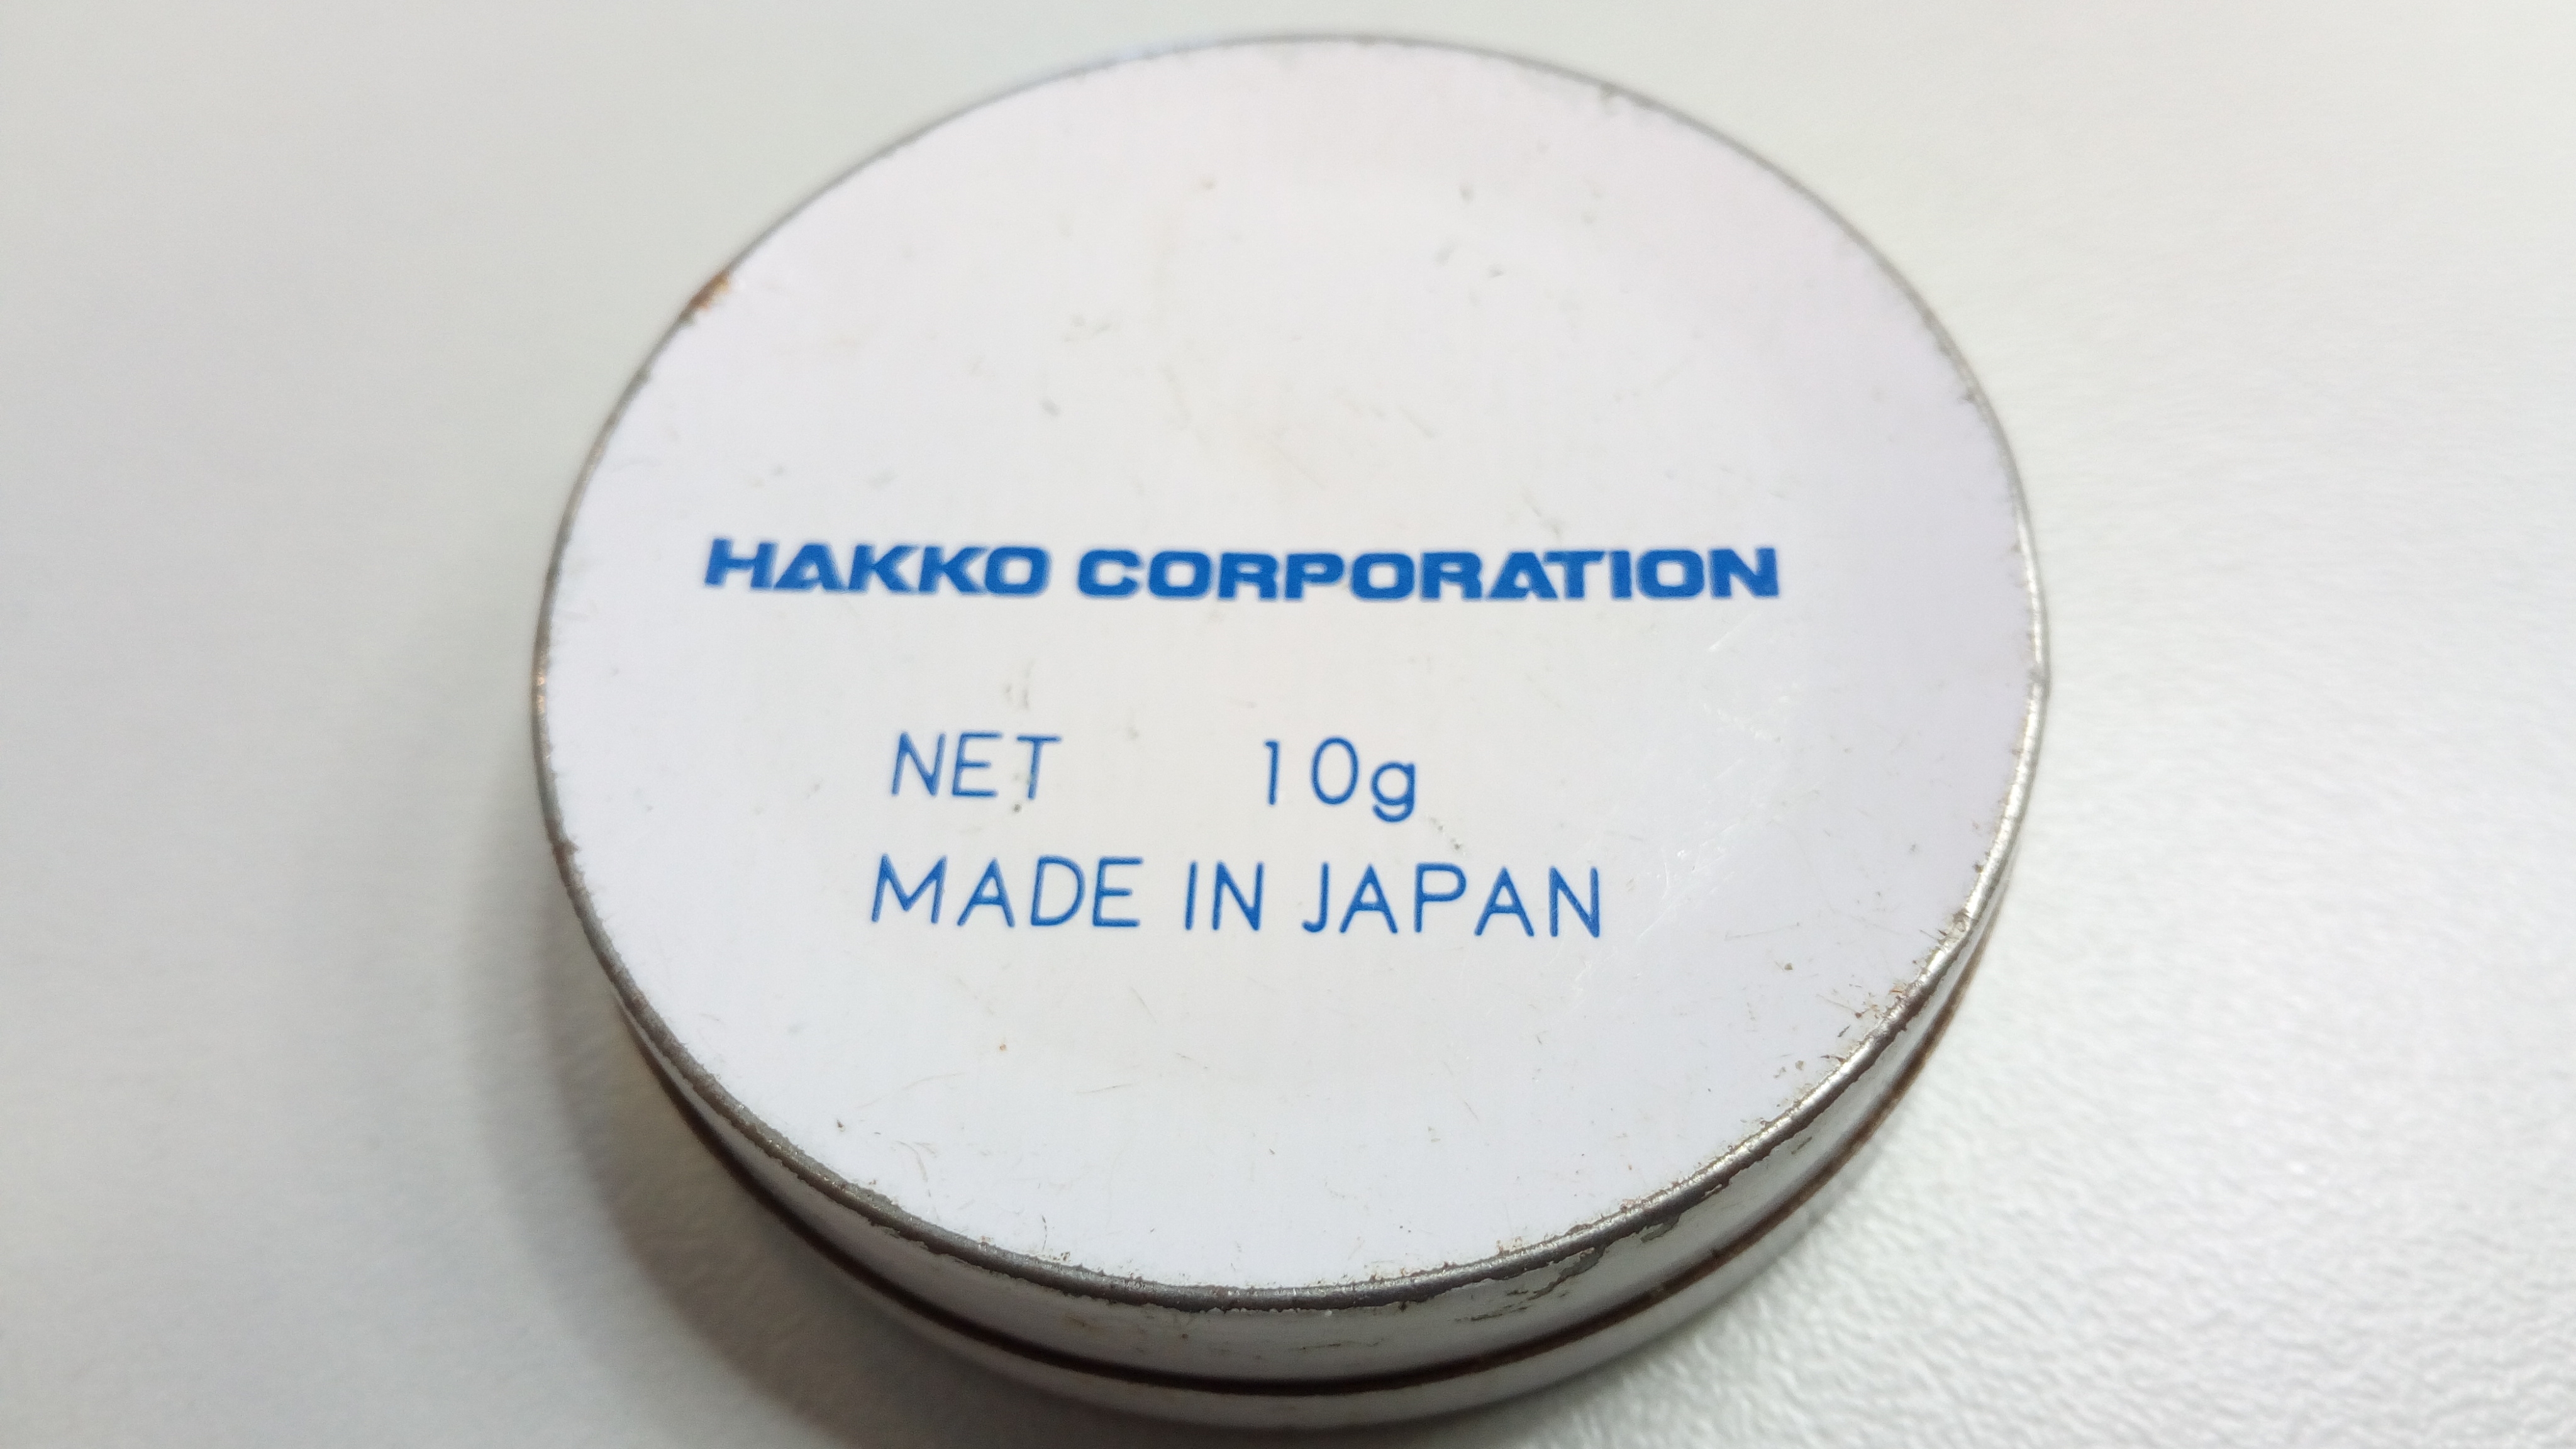 HAKKO CORPORATION
NET 10g
MADE IN JAPAN